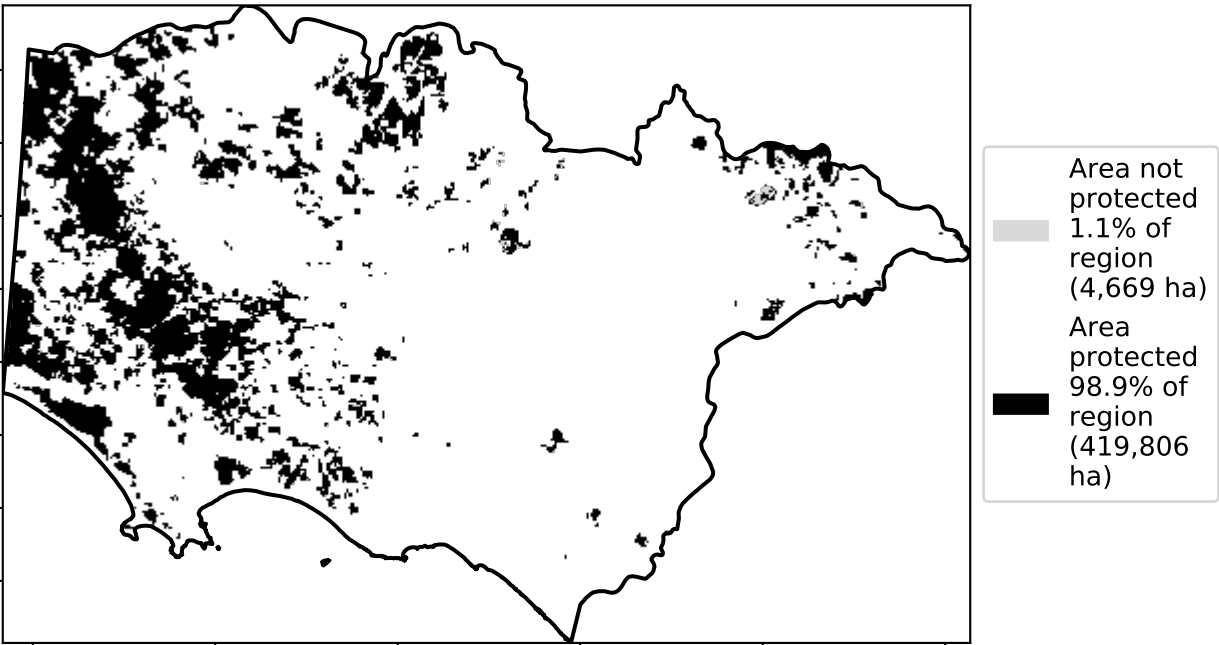 Area not
protected
1.1% of
region
(4,669 ha)
Area
protected
98.9% of
region
(419,806
ha)